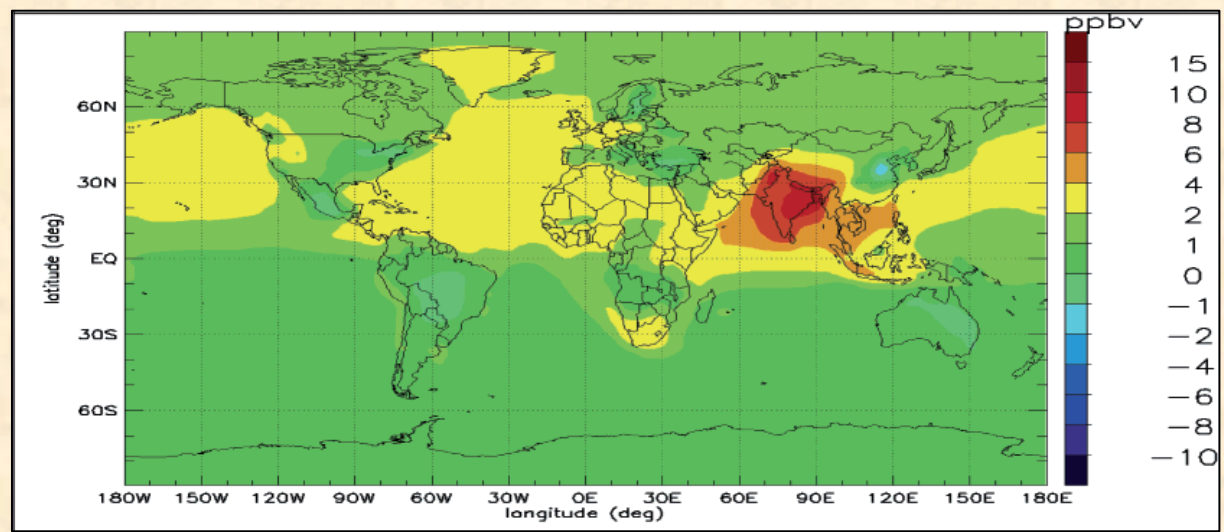 ppbv
15
10
8
6
4
2
1
0
−1
−2
−4
−6
−8
−10
60N
30N
EQ
30S
60S
latitude (deg)
180W 150W 120W 90W 60W 30W 0E 30E 60E 90E 120E 150E 180E
longitude (deg)